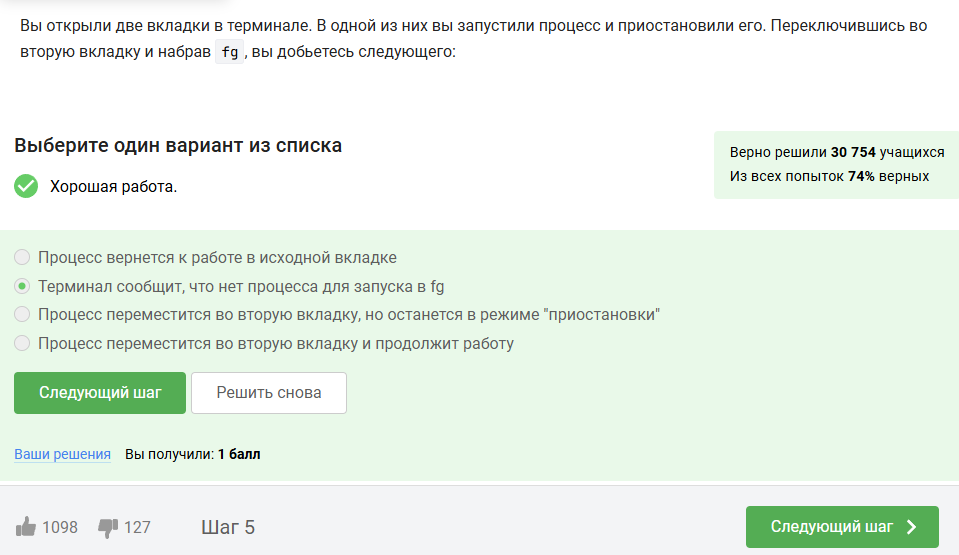 Вы открыли две вкладки в терминале. В одной из них вы запустили процесс и приостановили его. Переключившись во
вторую вкладку и набрав fg , вы добьетесь следующего:
Выберите один вариант из списка
Верно решили 30 754 учащихся
Из всех попыток 74% верных
Хорошая работа.
Процесс вернется к работе в исходной вкладке
Терминал сообщит, что нет процесса для запуска в fg
Процесс переместится во вторую вкладку, но останется в режиме "приостановки"
Процесс переместится во вторую вкладку и продолжит работу
Следующий шаг Решить снова
Ваши решения Вы получили: 1 балл
1098 127 Шаг 5 Следующий шаг